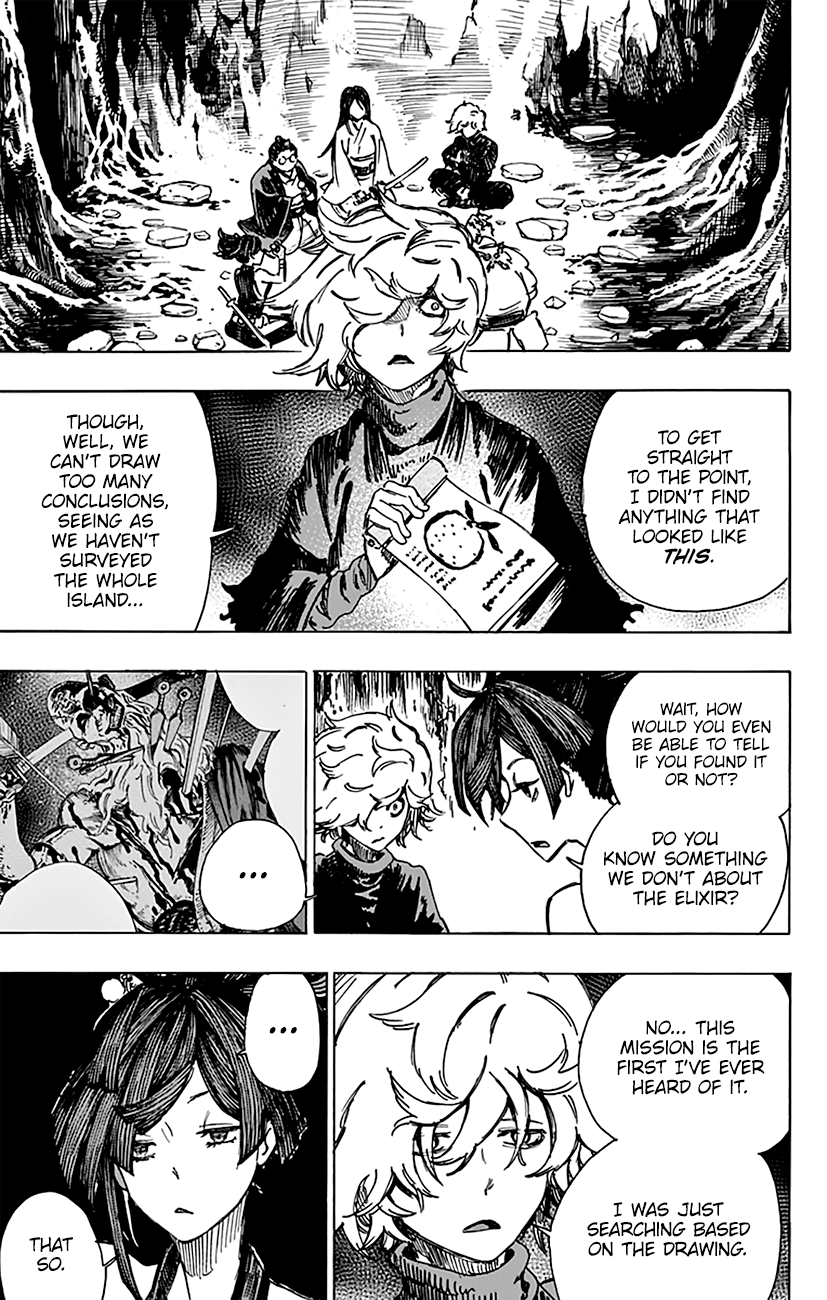 TO GET
STRAIGHT
TO THE POINT,
I DIDN'T FIND
ANYTHING THAT
LOOKED LIKE
THIS.
THOUGH,
WELL, WE
CAN'T DRAW
TOO MANY
CONCLUSIONS,
SEEING AS
WE HAVEN'T
SURVEYED
THE WHOLE
ISLAND...
WAIT, HOW
WOULD YOU EVEN
BE ABLE TO TELL
IF YOU FOUND IT
OR NOT?
DO YOU
KNOW SOMETHING
WE DON'T ABOUT
THE ELIXIR?
...
NO... THIS
MISSION IS THE
FIRST I'VE EVER
HEARD OF IT.
I WAS JUST
SEARCHING BASED
ON THE DRAWING.
...
THAT
SO.